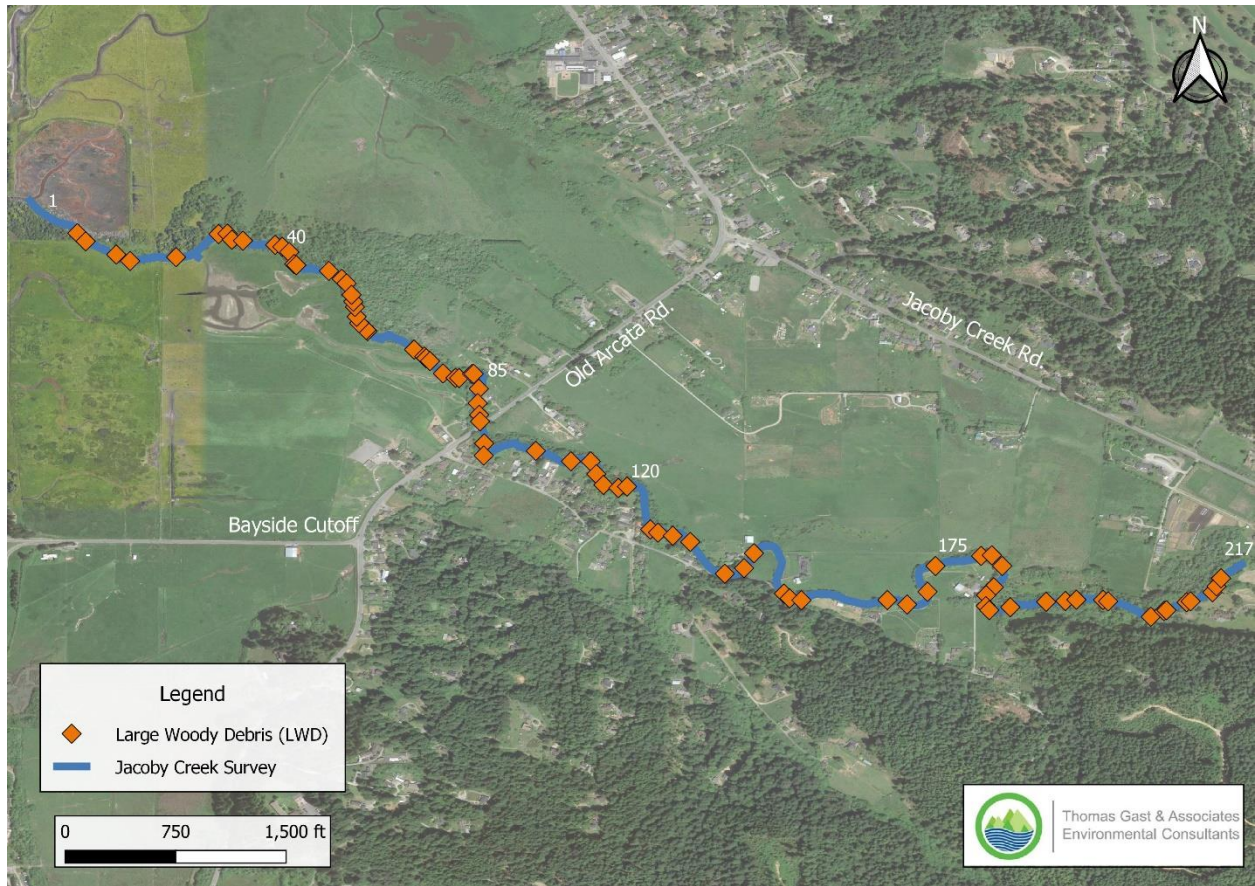 N
1
40
Jacoby Creek Rd.
Old Arcata Rd.
85
120
Bayside Cutoff
175
217
Legend
Large Woody Debris (LWD)
Jacoby Creek Survey
0 750 1,500 ft
Thomas Gast & Associates
Environmental Consultants